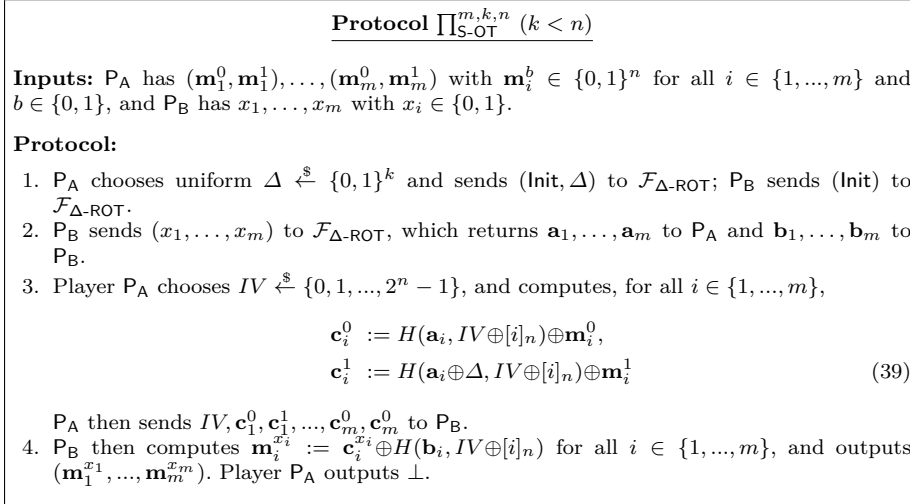 Protocol ∏_{S-OT}^{m,k,n} (k < n)
Inputs: P_A has (m_1^0, m_1^1), . . . , (m_m^0, m_m^1) with m_i^b ∈ {0, 1}^n for all i ∈ {1, ..., m} and
b ∈ {0, 1}, and P_B has x_1, . . . , x_m with x_i ∈ {0, 1}.
Protocol:
1. P_A chooses uniform Δ ←$ {0, 1}^k and sends (Init, Δ) to F_{Δ-ROT}; P_B sends (Init) to
F_{Δ-ROT}.
2. P_B sends (x_1, . . . , x_m) to F_{Δ-ROT}, which returns a_1, . . . , a_m to P_A and b_1, . . . , b_m to
P_B.
3. Player P_A chooses IV ←$ {0, 1, ..., 2^n − 1}, and computes, for all i ∈ {1, ..., m},
c_i^0 := H(a_i, IV⊕[i]_n)⊕m_i^0,
c_i^1 := H(a_i⊕Δ, IV⊕[i]_n)⊕m_i^1 (39)
P_A then sends IV, c_1^0, c_1^1, ..., c_m^0, c_m^0 to P_B.
4. P_B then computes m_i^{x_i} := c_i^{x_i}⊕H(b_i, IV⊕[i]_n) for all i ∈ {1, ..., m}, and outputs
(m_1^{x_1}, ..., m_m^{x_m}). Player P_A outputs ⊥.